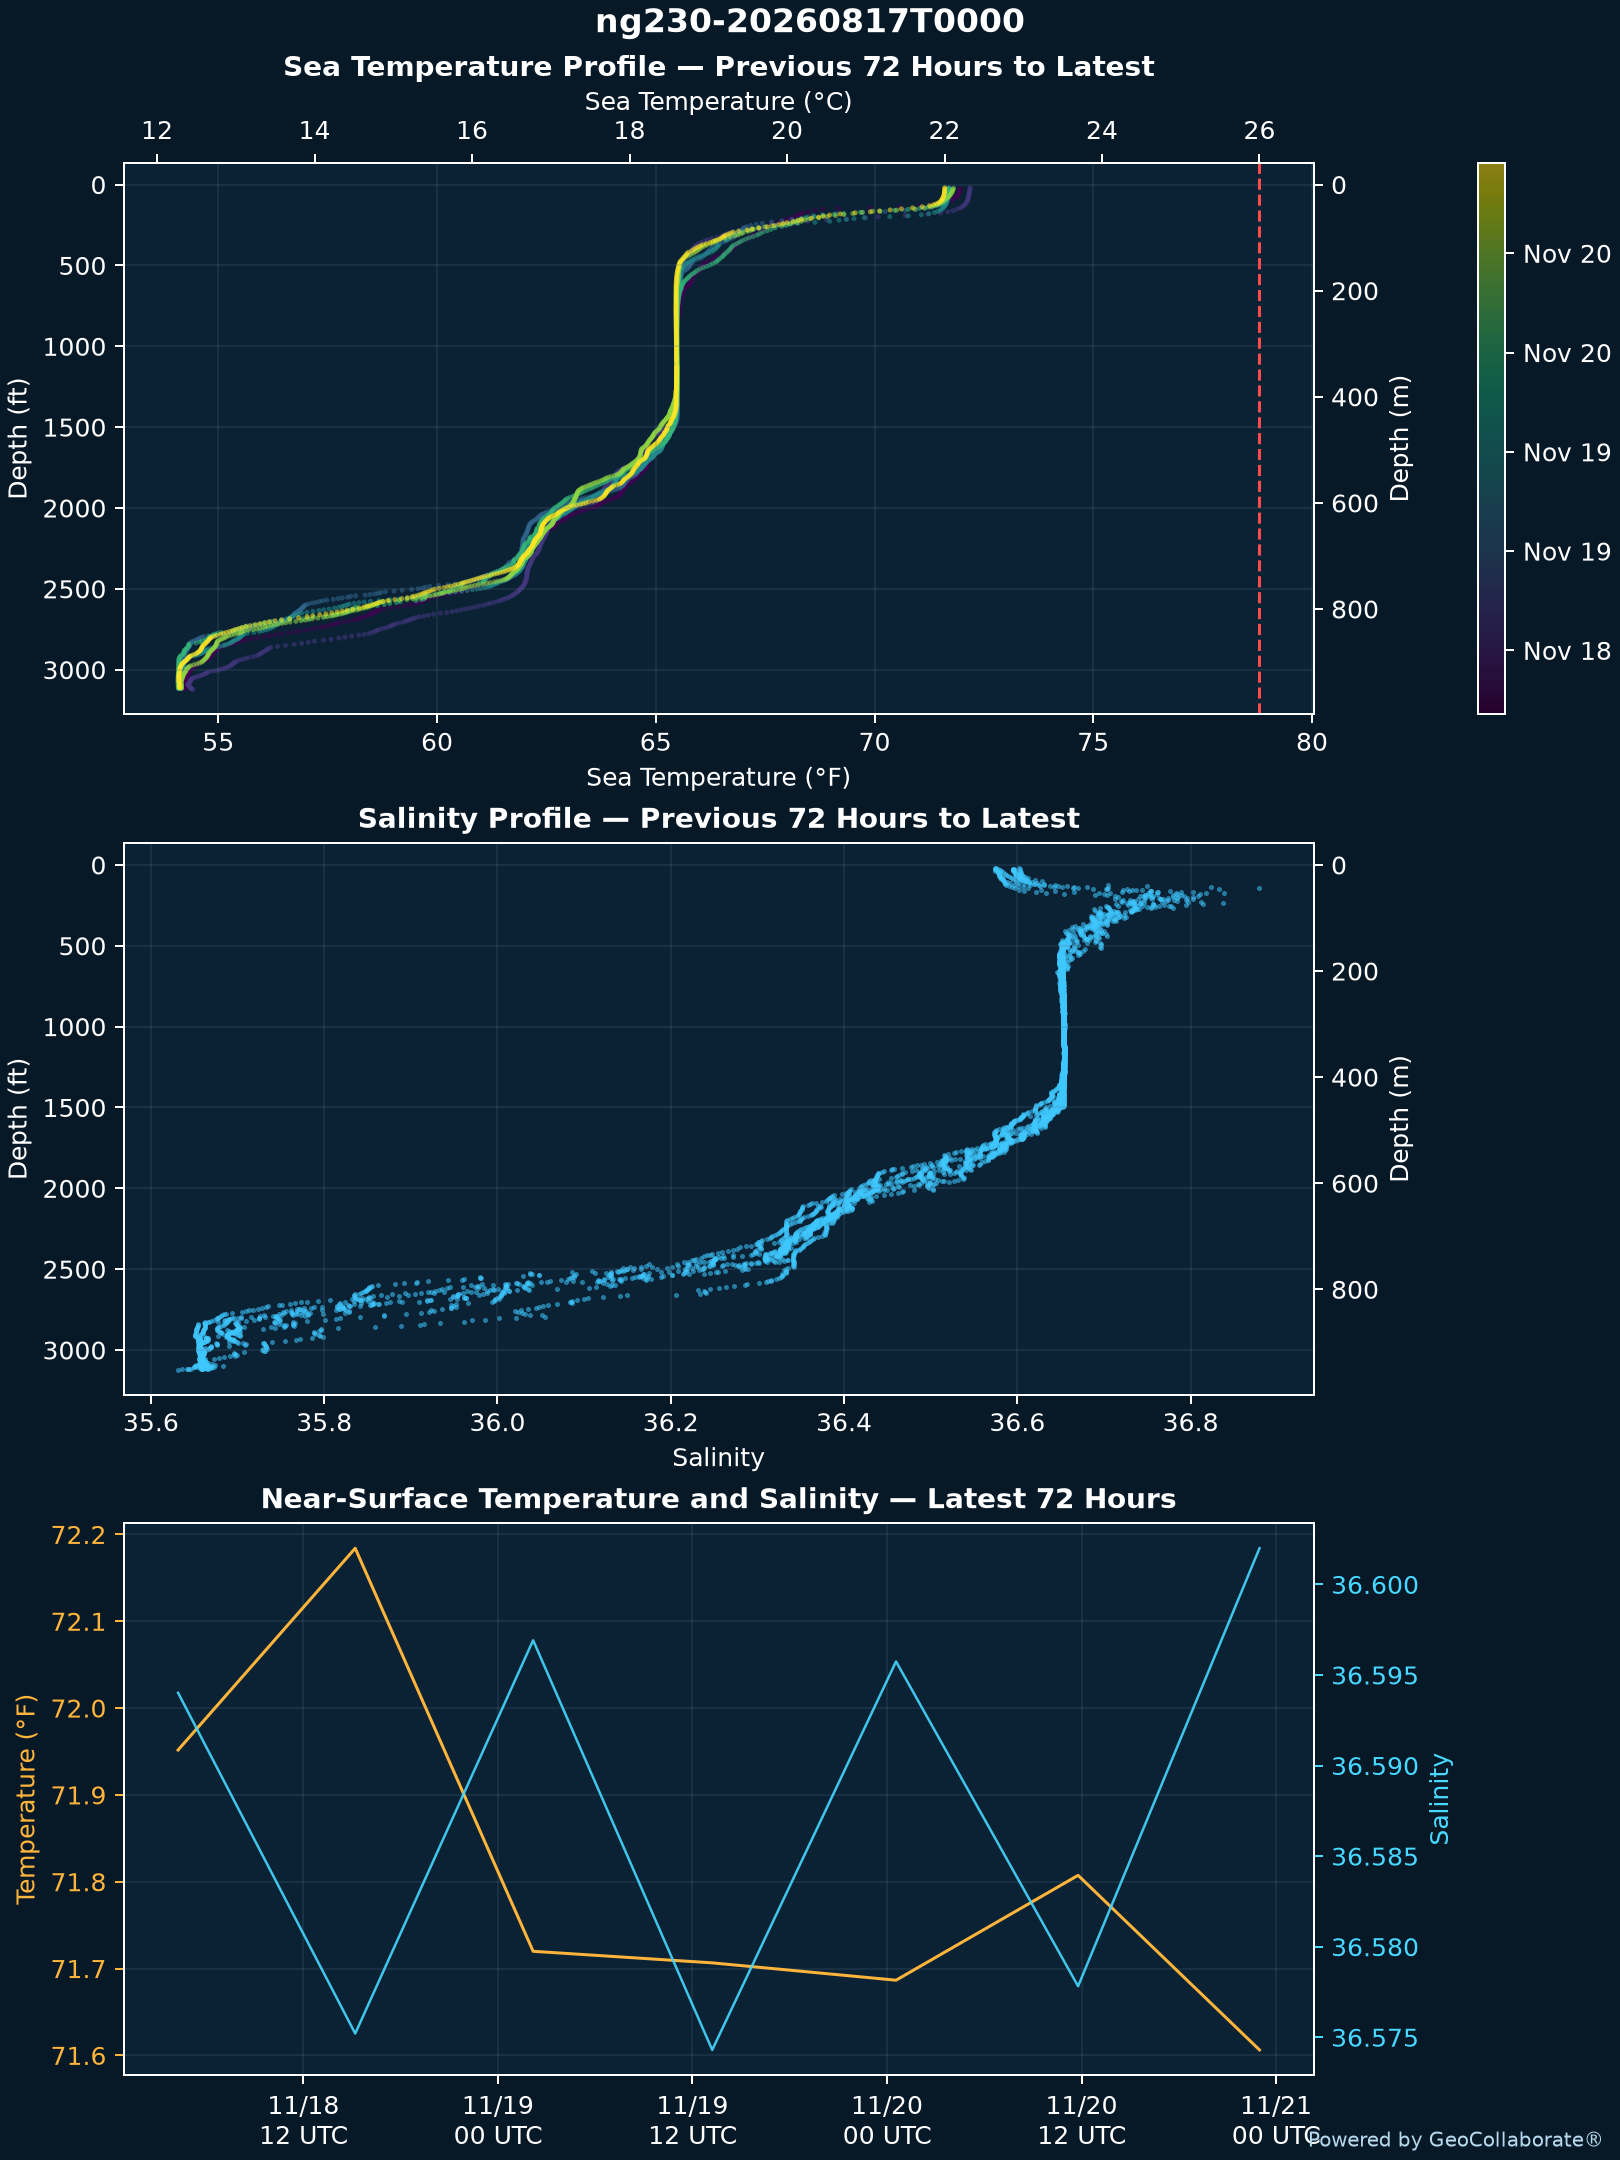 ng230-20260817T0000
Sea Temperature Profile — Previous 72 Hours to Latest
Sea Temperature (°C)
12 14 16 18 20 22 24 26
0
500
1000
1500
2000
2500
3000
Depth (ft)
0
200
400
600
800
Depth (m)
Nov 20
Nov 20
Nov 19
Nov 19
Nov 18
55 60 65 70 75 80
Sea Temperature (°F)
Salinity Profile — Previous 72 Hours to Latest
0
500
1000
1500
2000
2500
3000
Depth (ft)
0
200
400
600
800
Depth (m)
35.6 35.8 36.0 36.2 36.4 36.6 36.8
Salinity
Near-Surface Temperature and Salinity — Latest 72 Hours
72.2
72.1
72.0
71.9
71.8
71.7
71.6
Temperature (°F)
36.600
36.595
36.590
36.585
36.580
36.575
Salinity
11/18 11/19 11/19 11/20 11/20 11/21
12 UTC 00 UTC 12 UTC 00 UTC 12 UTC 00 UTC
Powered by GeoCollaborate®